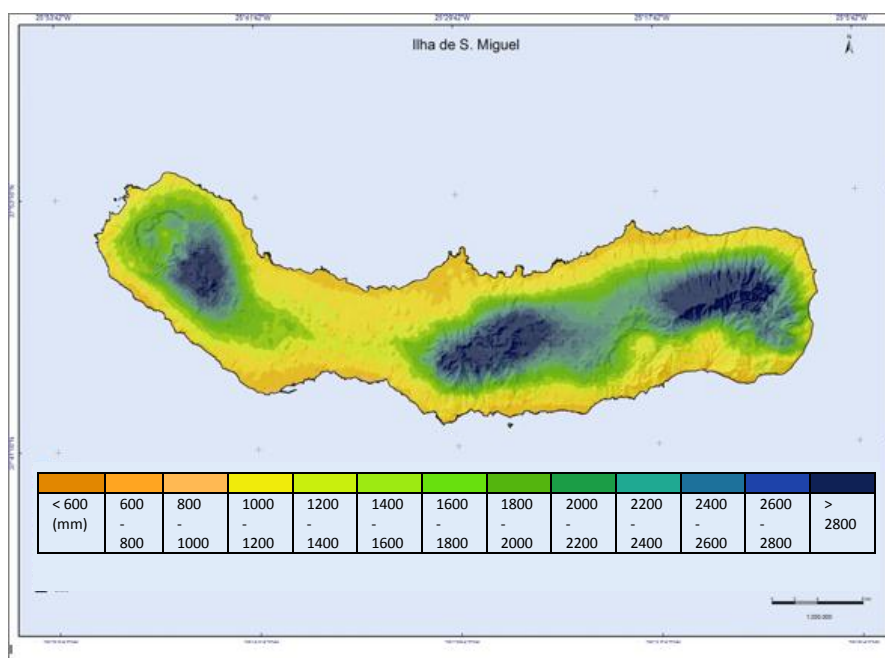 Ilha de S. Miguel
N
< 600 600 800 1000 1200 1400 1600 1800 2000 2200 2400 2600 >
(mm) - - - - - - - - - - - 2800
800 1000 1200 1400 1600 1800 2000 2200 2400 2600 2800